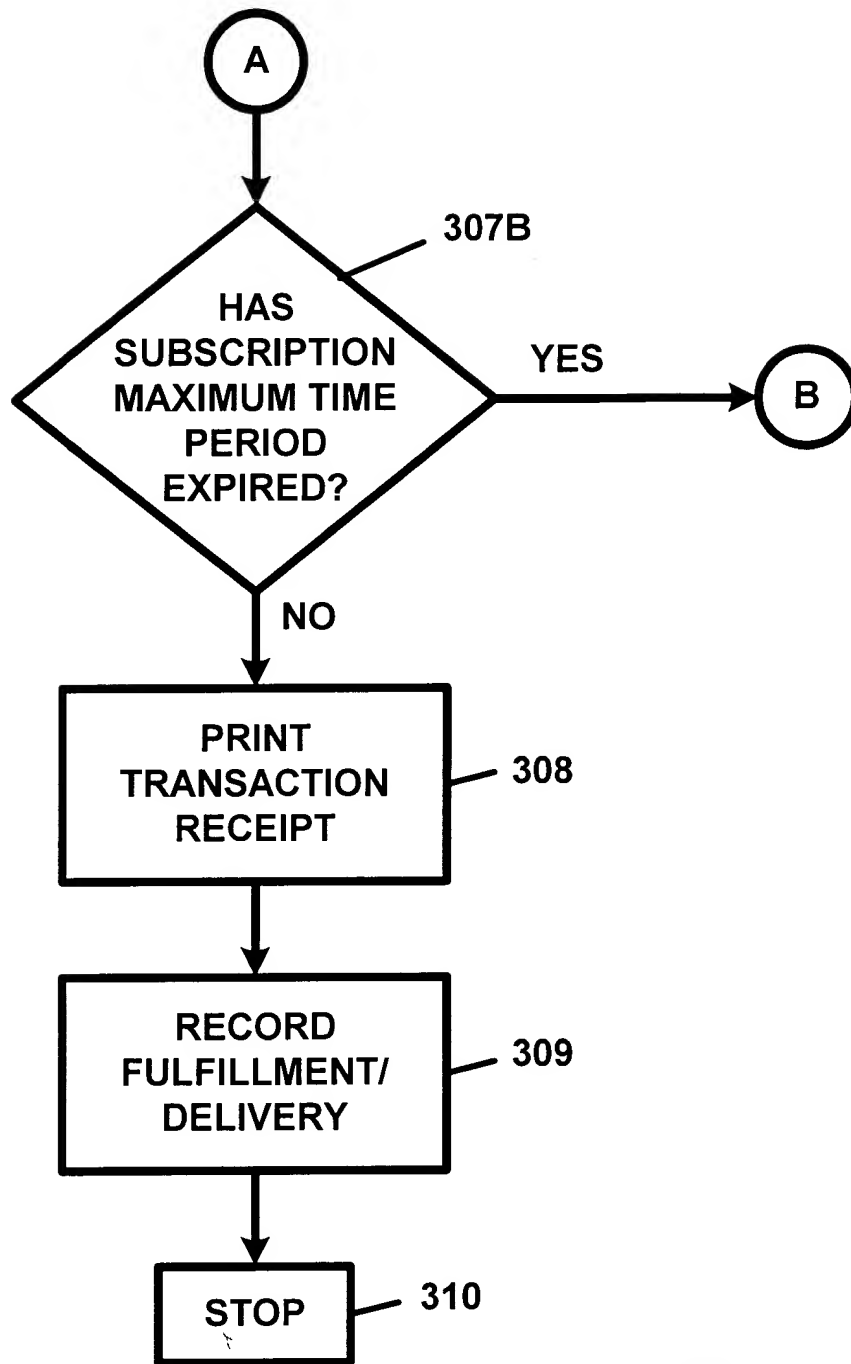 A
307B
HAS
SUBSCRIPTION
MAXIMUM TIME
PERIOD
EXPIRED?
YES
B
NO
PRINT
TRANSACTION
RECEIPT
308
RECORD
FULFILLMENT/
DELIVERY
309
STOP
310